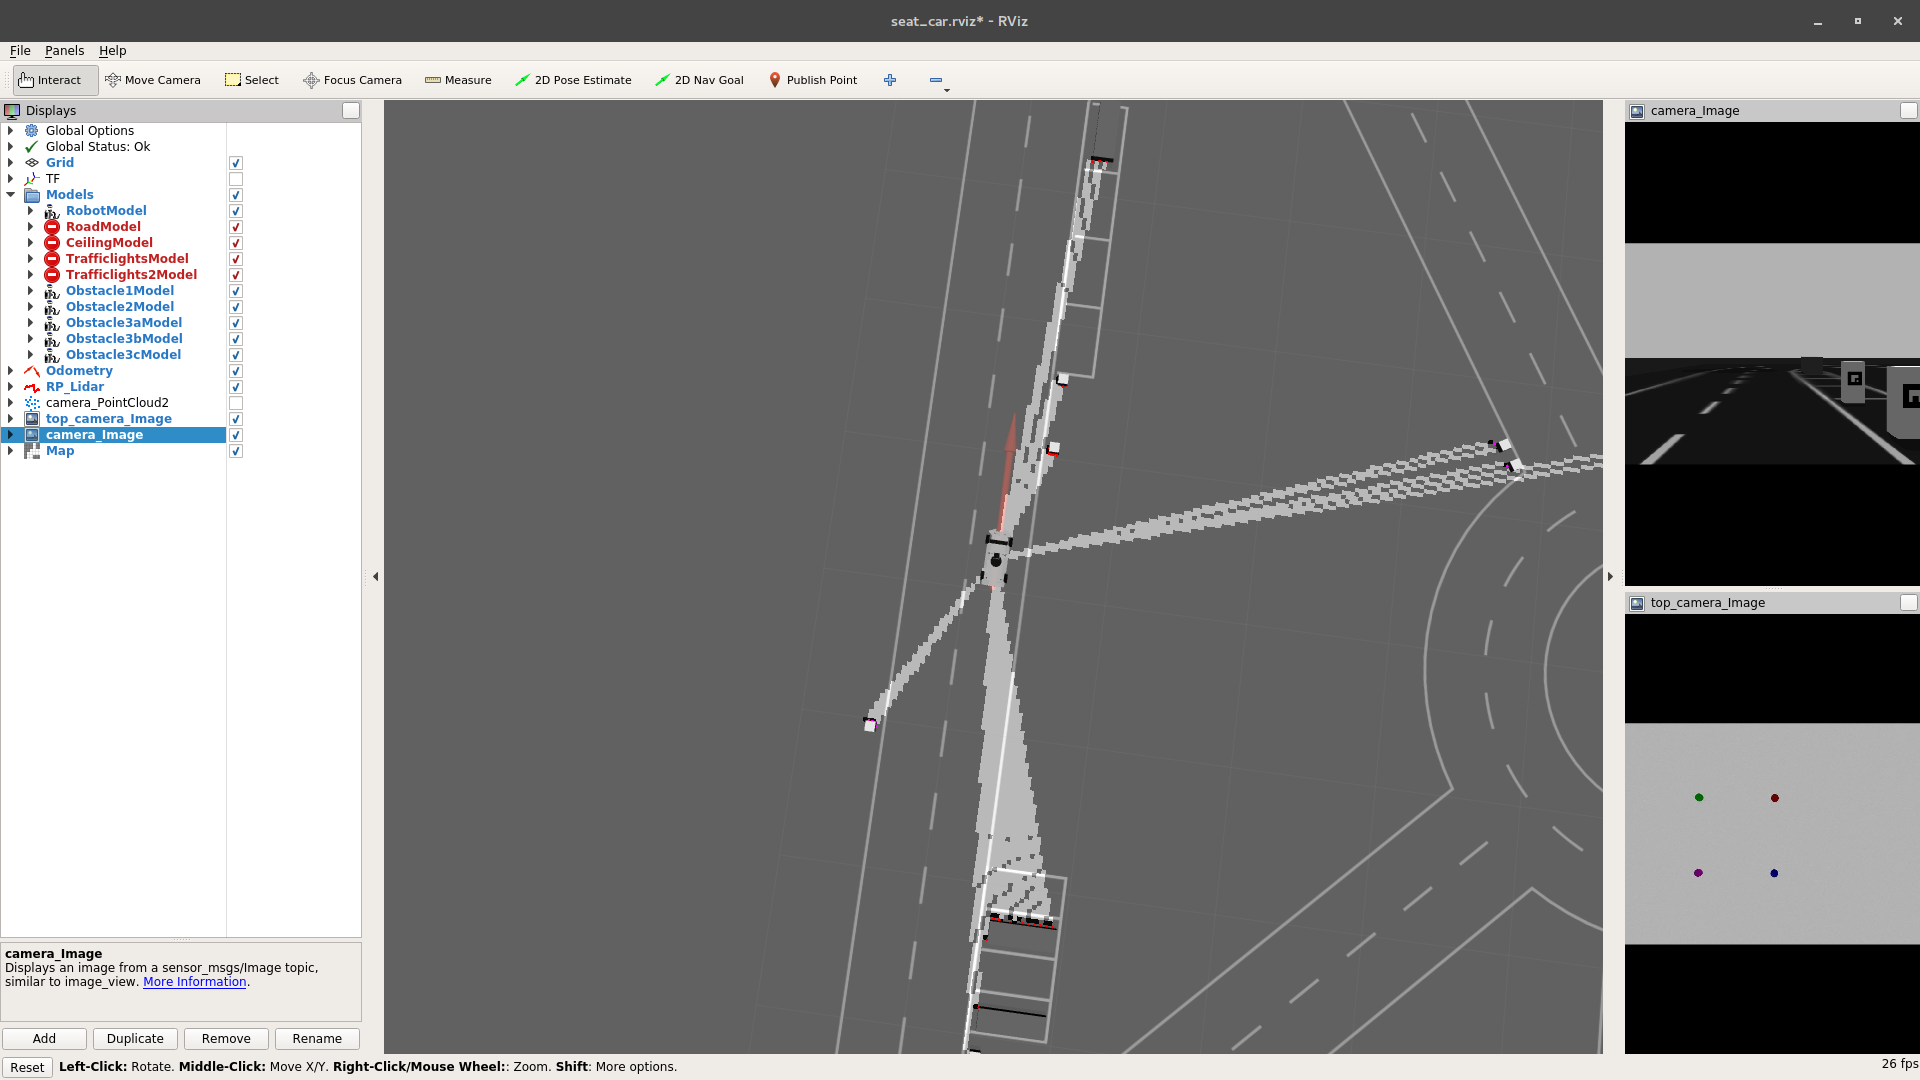 seat_car.rviz* - RViz
File Panels Help
Interact Move Camera Select Focus Camera Measure 2D Pose Estimate 2D Nav Goal Publish Point
Displays
Global Options
Global Status: Ok
Grid
TF
Models
RobotModel
RoadModel
CeilingModel
TrafficlightsModel
Trafficlights2Model
Obstacle1Model
Obstacle2Model
Obstacle3aModel
Obstacle3bModel
Obstacle3cModel
Odometry
RP_Lidar
camera_PointCloud2
top_camera_Image
camera_Image
Map
camera_Image
Displays an image from a sensor_msgs/Image topic,
similar to image_view. More Information.
Add Duplicate Remove Rename
camera_Image
top_camera_Image
Reset Left-Click: Rotate. Middle-Click: Move X/Y. Right-Click/Mouse Wheel:: Zoom. Shift: More options.
26 fps